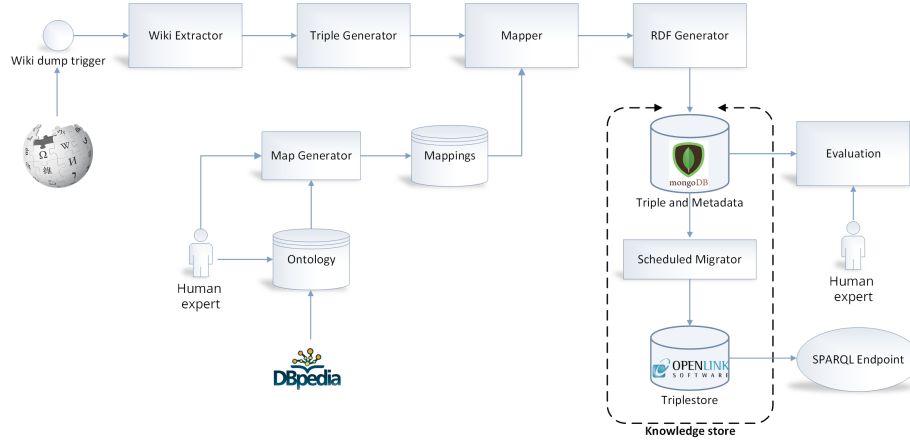 Wiki dump trigger
Wiki Extractor
Triple Generator
Mapper
RDF Generator
Ω
W
И
維
Map Generator
Mappings
mongoDB
Triple and Metadata
Evaluation
Human
expert
Ontology
Scheduled Migrator
Human
expert
DBpedia
OPENLINK
SOFTWARE
Triplestore
SPARQL Endpoint
Knowledge store